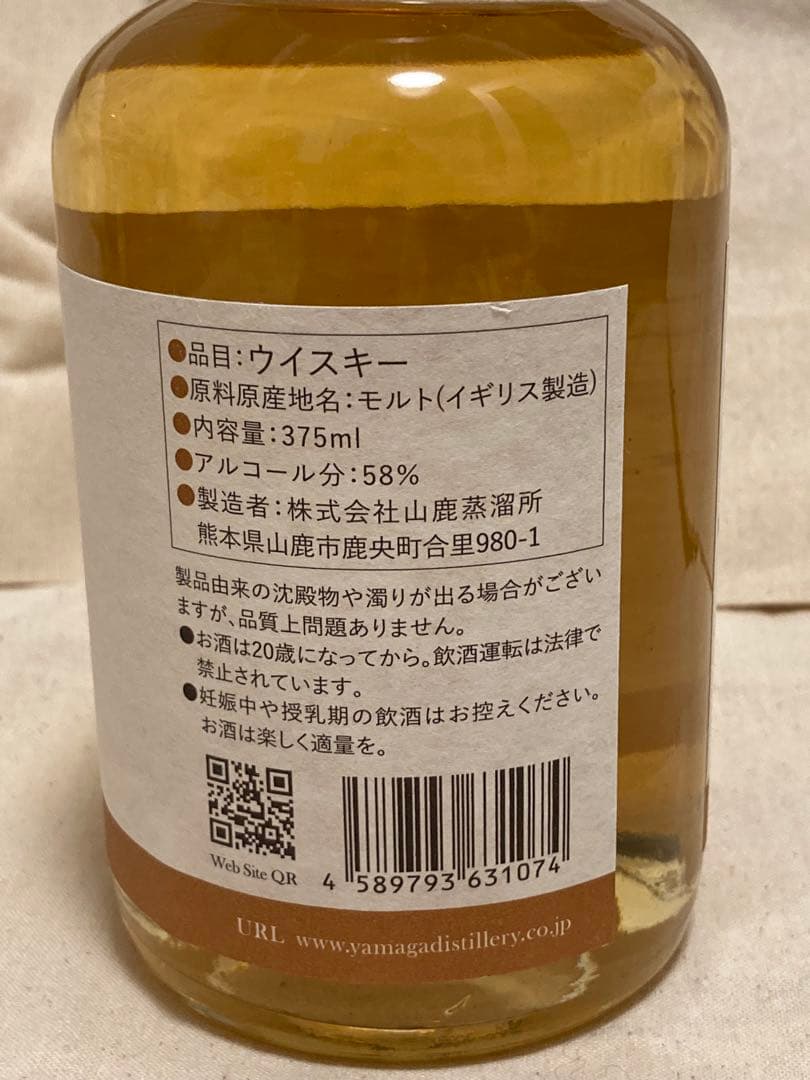 ●品目：ウイスキー
●原料原産地名：モルト(イギリス製造)
●内容量：375ml
●アルコール分：58%
●製造者：株式会社山鹿蒸溜所
熊本県山鹿市鹿央町合里980-1
製品由来の沈殿物や濁りが出る場合がござい
ますが、品質上問題ありません。
●お酒は20歳になってから。飲酒運転は法律で
禁止されています。
●妊娠中や授乳期の飲酒はお控えください。
お酒は楽しく適量を。
Web Site QR
4 589793 631074
URL www.yamagadistillery.co.jp